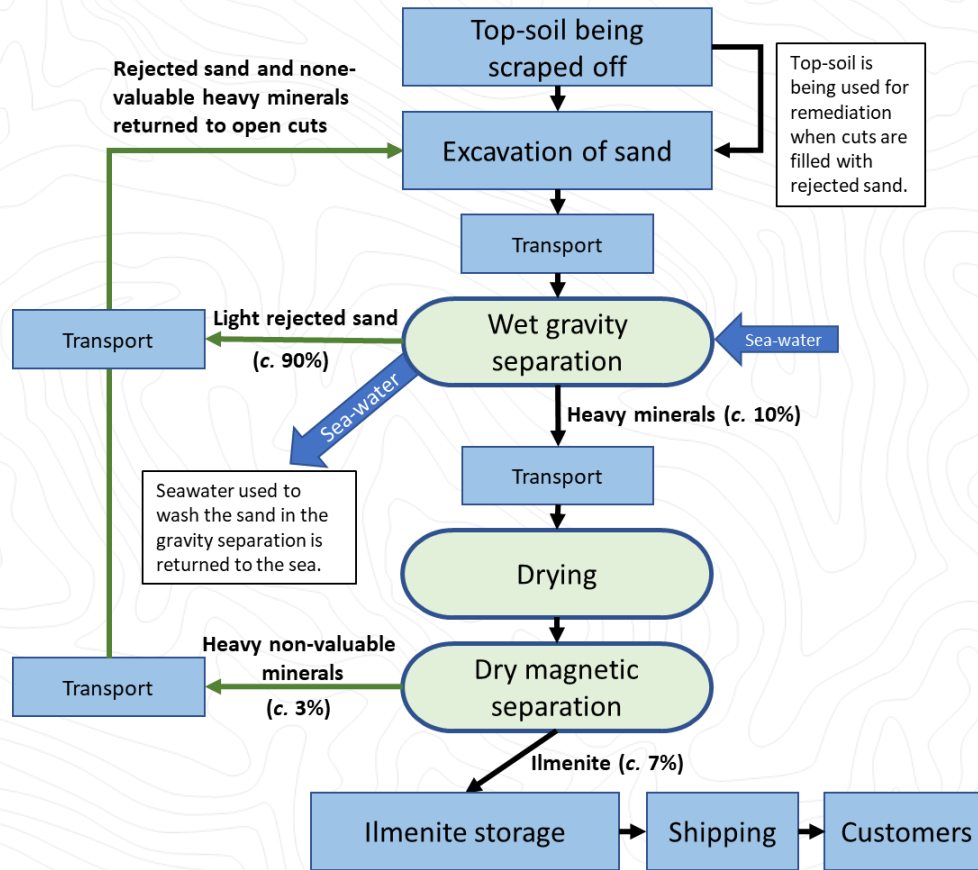 Top-soil being
scraped off
Rejected sand and none-
valuable heavy minerals
returned to open cuts
Top-soil is
being used for
remediation
when cuts are
filled with
rejected sand.
Excavation of sand
Transport
Light rejected sand
(c. 90%)
Transport
Wet gravity
separation
Sea-water
Sea-water
Heavy minerals (c. 10%)
Transport
Seawater used to
wash the sand in the
gravity separation is
returned to the sea.
Drying
Heavy non-valuable
minerals
(c. 3%)
Transport
Dry magnetic
separation
Ilmenite (c. 7%)
Ilmenite storage
Shipping
Customers